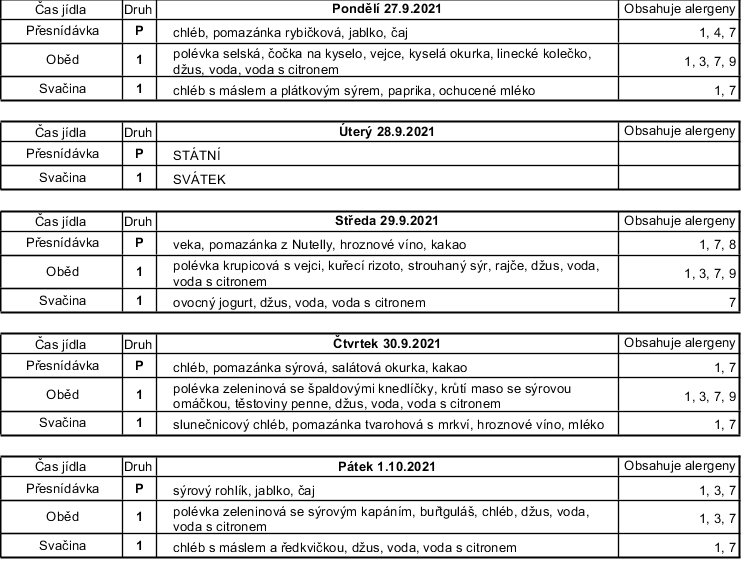 Čas jídla Druh Pondělí 27.9.2021 Obsahuje alergeny
Přesnídávka P chléb, pomazánka rybičková, jablko, čaj 1, 4, 7
Oběd 1 polévka selská, čočka na kyselo, vejce, kyselá okurka, linecké kolečko, 1, 3, 7, 9
džus, voda, voda s citronem
Svačina 1 chléb s máslem a plátkovým sýrem, paprika, ochucené mléko 1, 7
Čas jídla Druh Úterý 28.9.2021 Obsahuje alergeny
Přesnídávka P STÁTNÍ
Svačina 1 SVÁTEK
Čas jídla Druh Středa 29.9.2021 Obsahuje alergeny
Přesnídávka P veka, pomazánka z Nutelly, hroznové víno, kakao 1, 7, 8
Oběd 1 polévka krupicová s vejci, kuřecí rizoto, strouhaný sýr, rajče, džus, voda, 1, 3, 7, 9
voda s citronem
Svačina 1 ovocný jogurt, džus, voda, voda s citronem 7
Čas jídla Druh Čtvrtek 30.9.2021 Obsahuje alergeny
Přesnídávka P chléb, pomazánka sýrová, salátová okurka, kakao 1, 7
Oběd 1 polévka zeleninová se špaldovými knedlíčky, krůtí maso se sýrovou 1, 3, 7, 9
omáčkou, těstoviny penne, džus, voda, voda s citronem
Svačina 1 slunečnicový chléb, pomazánka tvarohová s mrkví, hroznové víno, mléko 1, 7
Čas jídla Druh Pátek 1.10.2021 Obsahuje alergeny
Přesnídávka P sýrový rohlík, jablko, čaj 1, 3, 7
Oběd 1 polévka zeleninová se sýrovým kapáním, buřtguláš, chléb, džus, voda, 1, 3, 7
voda s citronem
Svačina 1 chléb s máslem a ředkvičkou, džus, voda, voda s citronem 1, 7